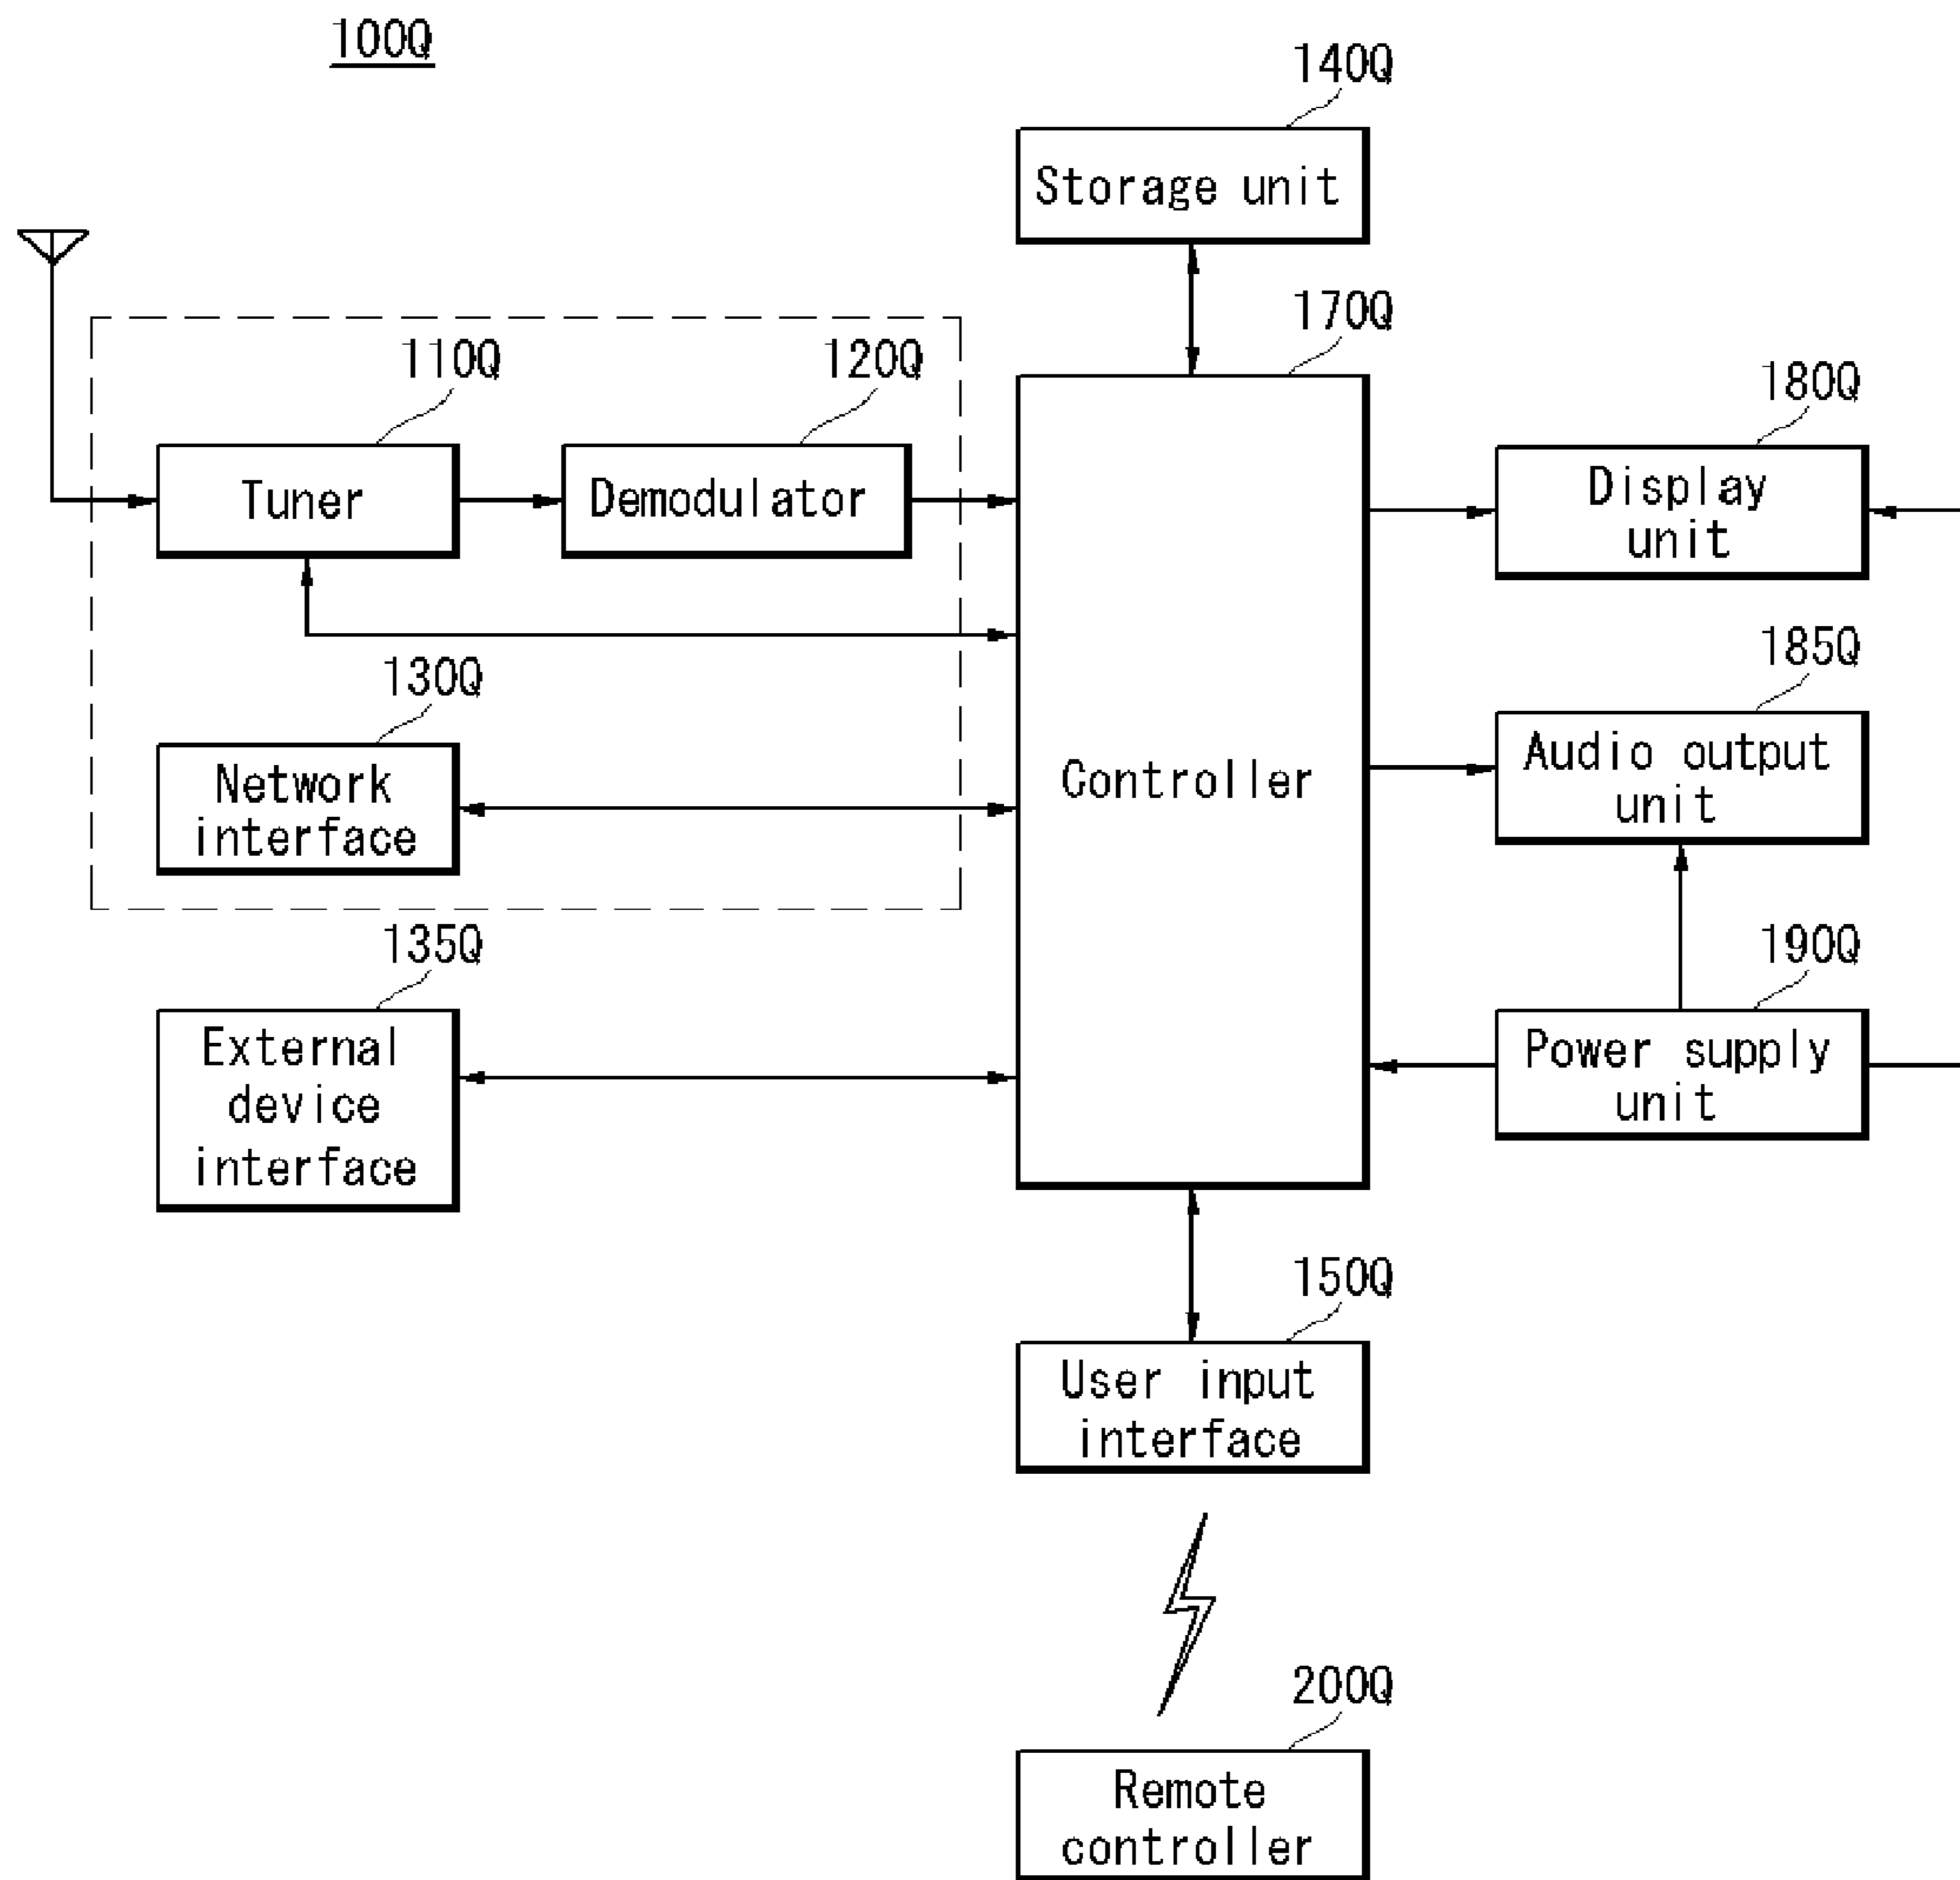 100Q
140Q
Storage unit
170Q
110Q
120Q
180Q
Tuner
Demodulator
Display
unit
130Q
185Q
Network
interface
Controller
Audio output
unit
135Q
190Q
External
device
interface
Power supply
unit
150Q
User input
interface
200Q
Remote
controller